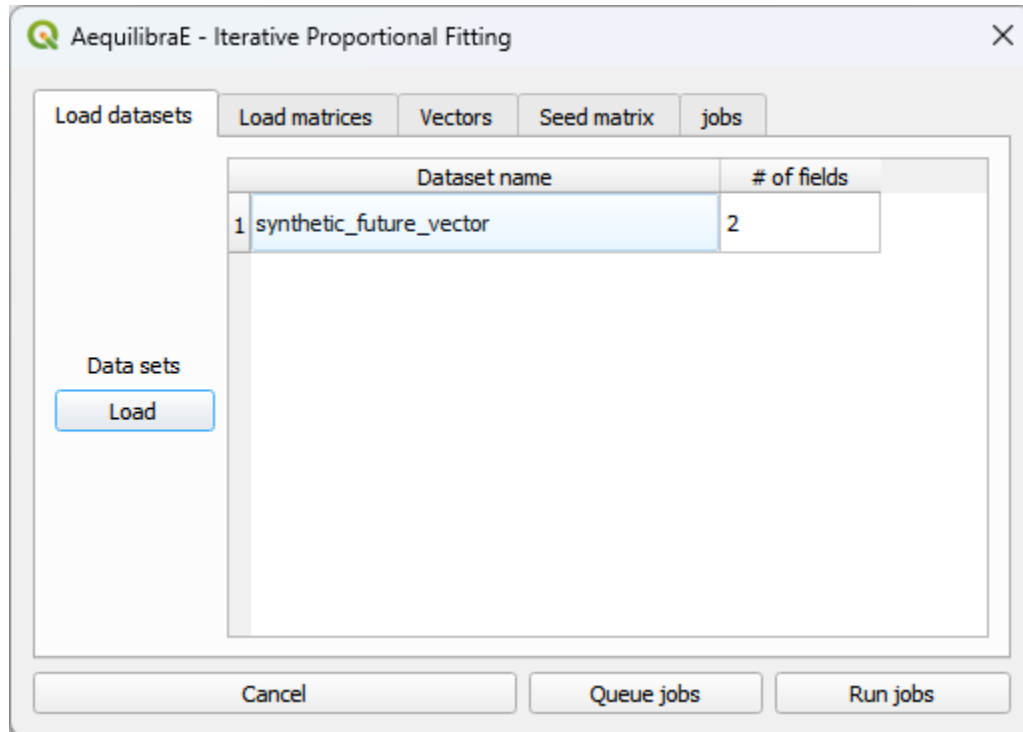 AequilibraE - Iterative Proportional Fitting
Load datasets Load matrices Vectors Seed matrix jobs
Dataset name # of fields
1 synthetic_future_vector 2
Data sets
Load
Cancel Queue jobs Run jobs